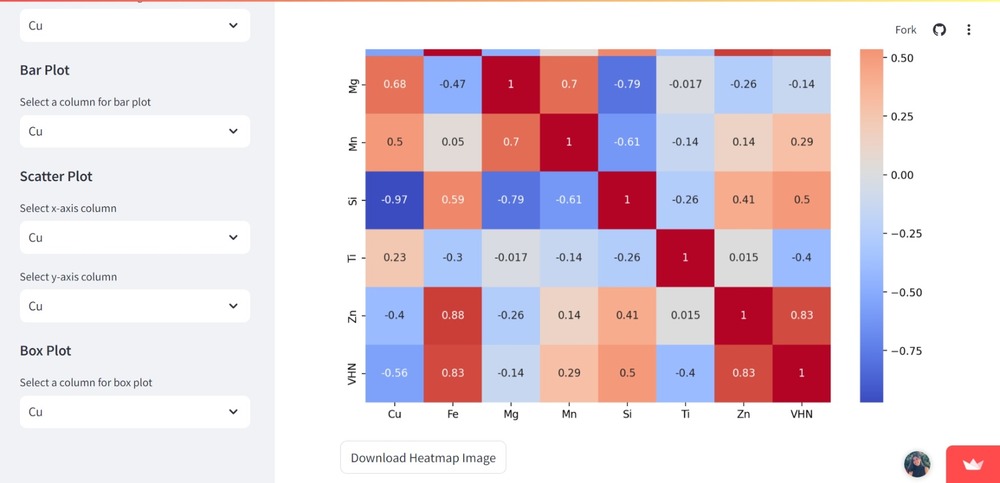 Cu
Bar Plot
Select a column for bar plot
Cu
Scatter Plot
Select x-axis column
Cu
Select y-axis column
Cu
Box Plot
Select a column for box plot
Cu
Fork
Mg 0.68 -0.47 1 0.7 -0.79 -0.017 -0.26 -0.14
Mn 0.5 0.05 0.7 1 -0.61 -0.14 0.14 0.29
Si -0.97 0.59 -0.79 -0.61 1 -0.26 0.41 0.5
Ti 0.23 -0.3 -0.017 -0.14 -0.26 1 0.015 -0.4
Zn -0.4 0.88 -0.26 0.14 0.41 0.015 1 0.83
VHN -0.56 0.83 -0.14 0.29 0.5 -0.4 0.83 1
Cu Fe Mg Mn Si Ti Zn VHN
0.50
0.25
0.00
−0.25
−0.50
−0.75
Download Heatmap Image